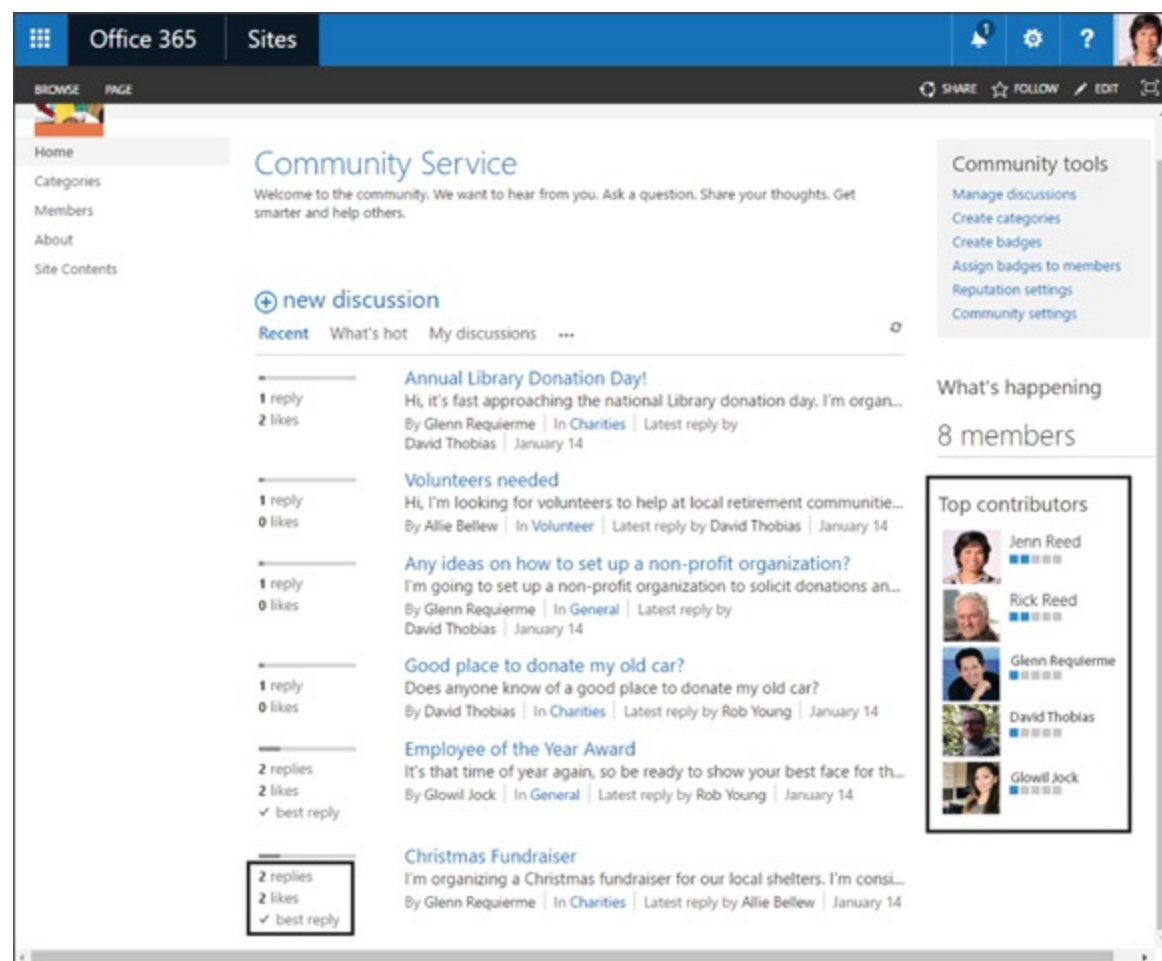 Office 365 Sites 1 ?
BROWSE PAGE SHARE FOLLOW EDIT
Home
Categories
Members
About
Site Contents
Community Service
Welcome to the community. We want to hear from you. Ask a question. Share your thoughts. Get
smarter and help others.
new discussion
Recent What's hot My discussions ...
1 reply
2 likes
Annual Library Donation Day!
Hi, it's fast approaching the national Library donation day. I'm organ...
By Glenn Requierme In Charities Latest reply by
David Thobias January 14
1 reply
0 likes
Volunteers needed
Hi, I'm looking for volunteers to help at local retirement communitie...
By Allie Bellew In Volunteer Latest reply by David Thobias January 14
1 reply
0 likes
Any ideas on how to set up a non-profit organization?
I'm going to set up a non-profit organization to solicit donations an...
By Glenn Requierme In General Latest reply by
David Thobias January 14
1 reply
0 likes
Good place to donate my old car?
Does anyone know of a good place to donate my old car?
By David Thobias In Charities Latest reply by Rob Young January 14
2 replies
2 likes
✓ best reply
Employee of the Year Award
It's that time of year again, so be ready to show your best face for th...
By Glowil Jock In General Latest reply by Rob Young January 14
2 replies
2 likes
✓ best reply
Christmas Fundraiser
I'm organizing a Christmas fundraiser for our local shelters. I'm consi...
By Glenn Requierme In Charities Latest reply by Allie Bellew January 14
Community tools
Manage discussions
Create categories
Create badges
Assign badges to members
Reputation settings
Community settings
What's happening
8 members
Top contributors
Jenn Reed
Rick Reed
Glenn Requierme
David Thobias
Glowil Jock